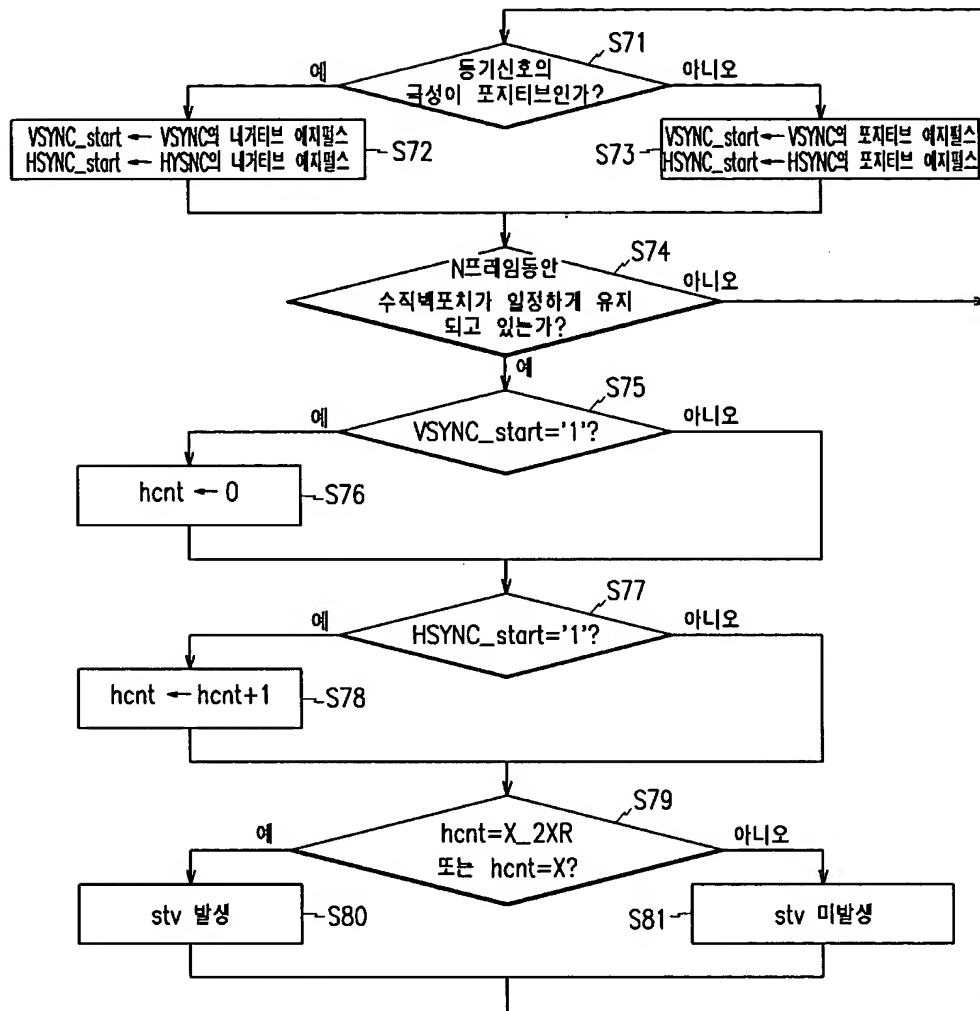 S71
동기신호의
극성이 포지티브인가?
예
아니오
VSYNC_start ← VSYNC의 내거티브 에지펄스
HSYNC_start ← HYSNC의 내거티브 에지펄스
S72
S73
VSYNC_start ← VSYNC의 포지티브 에지펄스
HSYNC_start ← HSYNC의 포지티브 에지펄스
S74
N프레임동안
수직백포치가 일정하게 유지
되고 있는가?
아니오
예
S75
VSYNC_start='1'?
예
아니오
hcnt ← 0
S76
S77
HSYNC_start='1'?
예
아니오
hcnt ← hcnt+1
S78
S79
hcnt=X_2XR
또는 hcnt=X?
예
아니오
stv 발생
S80
S81
stv 미발생